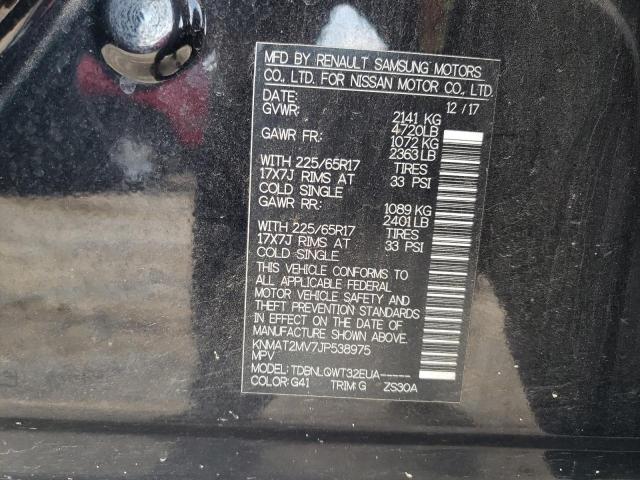 MFD BY RENAULT SAMSUNG MOTORS
CO., LTD. FOR NISSAN MOTOR CO., LTD.
DATE: 12 / 17
GVWR: 2141 KG
4720LB
GAWR FR: 1072 KG
2363 LB
WITH 225/65R17 TIRES
17X7J RIMS AT 33 PSI
COLD SINGLE
GAWR RR: 1089 KG
2401 LB
WITH 225/65R17 TIRES
17X7J RIMS AT 33 PSI
COLD SINGLE
THIS VEHICLE CONFORMS TO
ALL APPLICABLE FEDERAL
MOTOR VEHICLE SAFETY AND
THEFT PREVENTION STANDARDS
IN EFFECT ON THE DATE OF
MANUFACTURE SHOWN ABOVE.
KNMAT2MV7JP538975
MPV
MODEL: TDBNLQWT32EUA-----
COLOR: G41 TRIM: G ZS30A